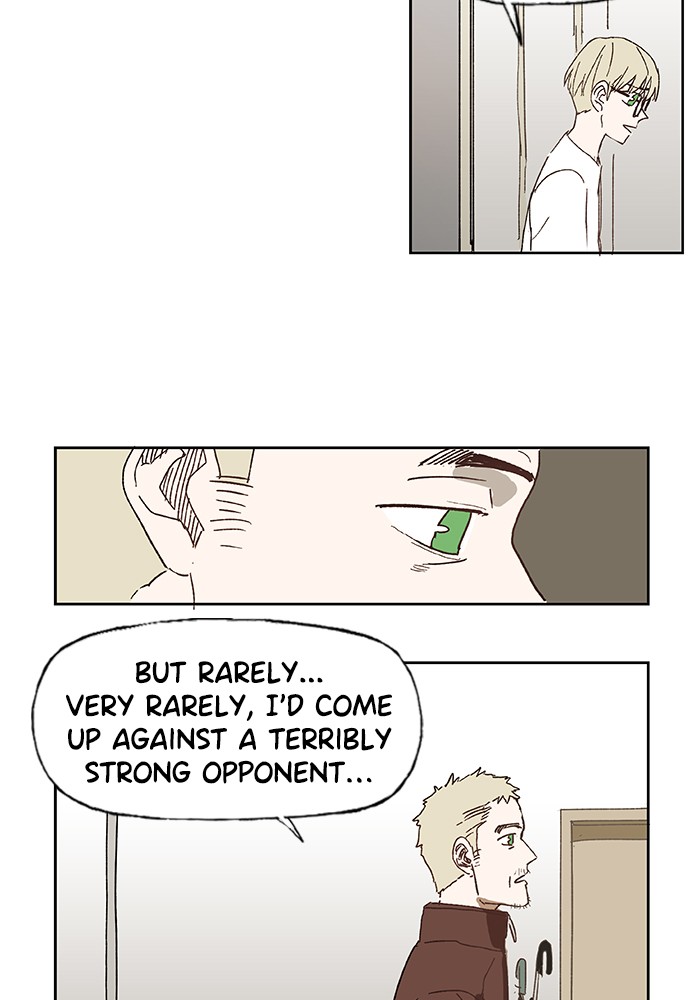 BUT RARELY...
VERY RARELY, I'D COME
UP AGAINST A TERRIBLY
STRONG OPPONENT...